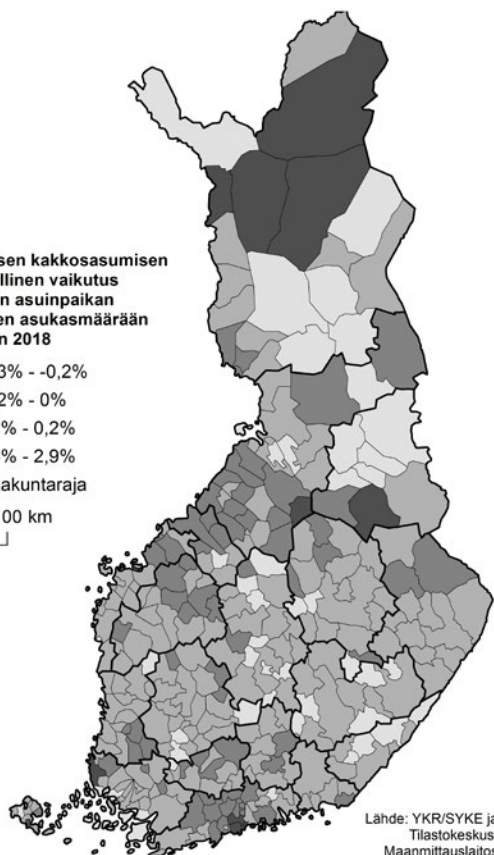 sen kakkosasumisen
llinen vaikutus
n asuinpaikan
en asukasmäärään
n 2018
3% - -0,2%
2% - 0%
% - 0,2%
% - 2,9%
akuntaraja
00 km
Lähde: YKR/SYKE ja
Tilastokeskus
Maanmittauslaitos